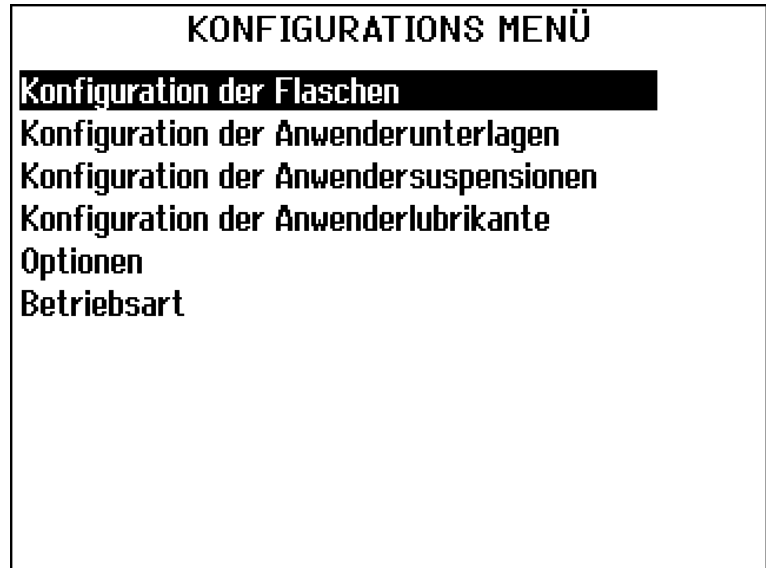 KONFIGURATIONS MENÜ
Konfiguration der Flaschen
Konfiguration der Anwenderunterlagen
Konfiguration der Anwendersuspensionen
Konfiguration der Anwenderlubrikante
Optionen
Betriebsart